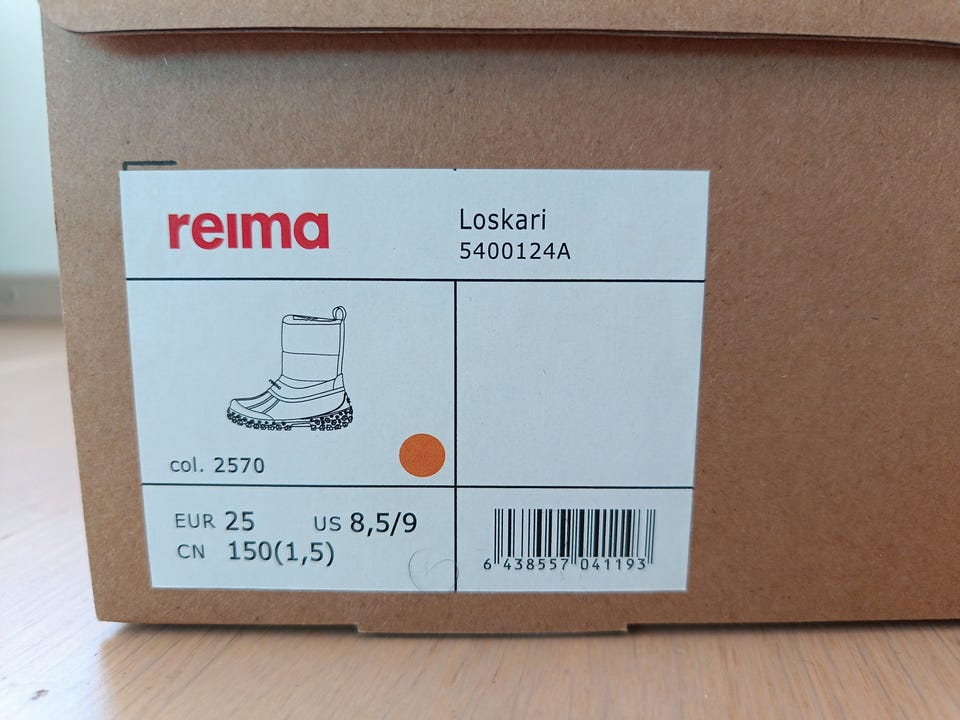 reima
Loskari
5400124A
col. 2570
EUR 25 US 8,5/9
CN 150(1,5)
6 438557 041193